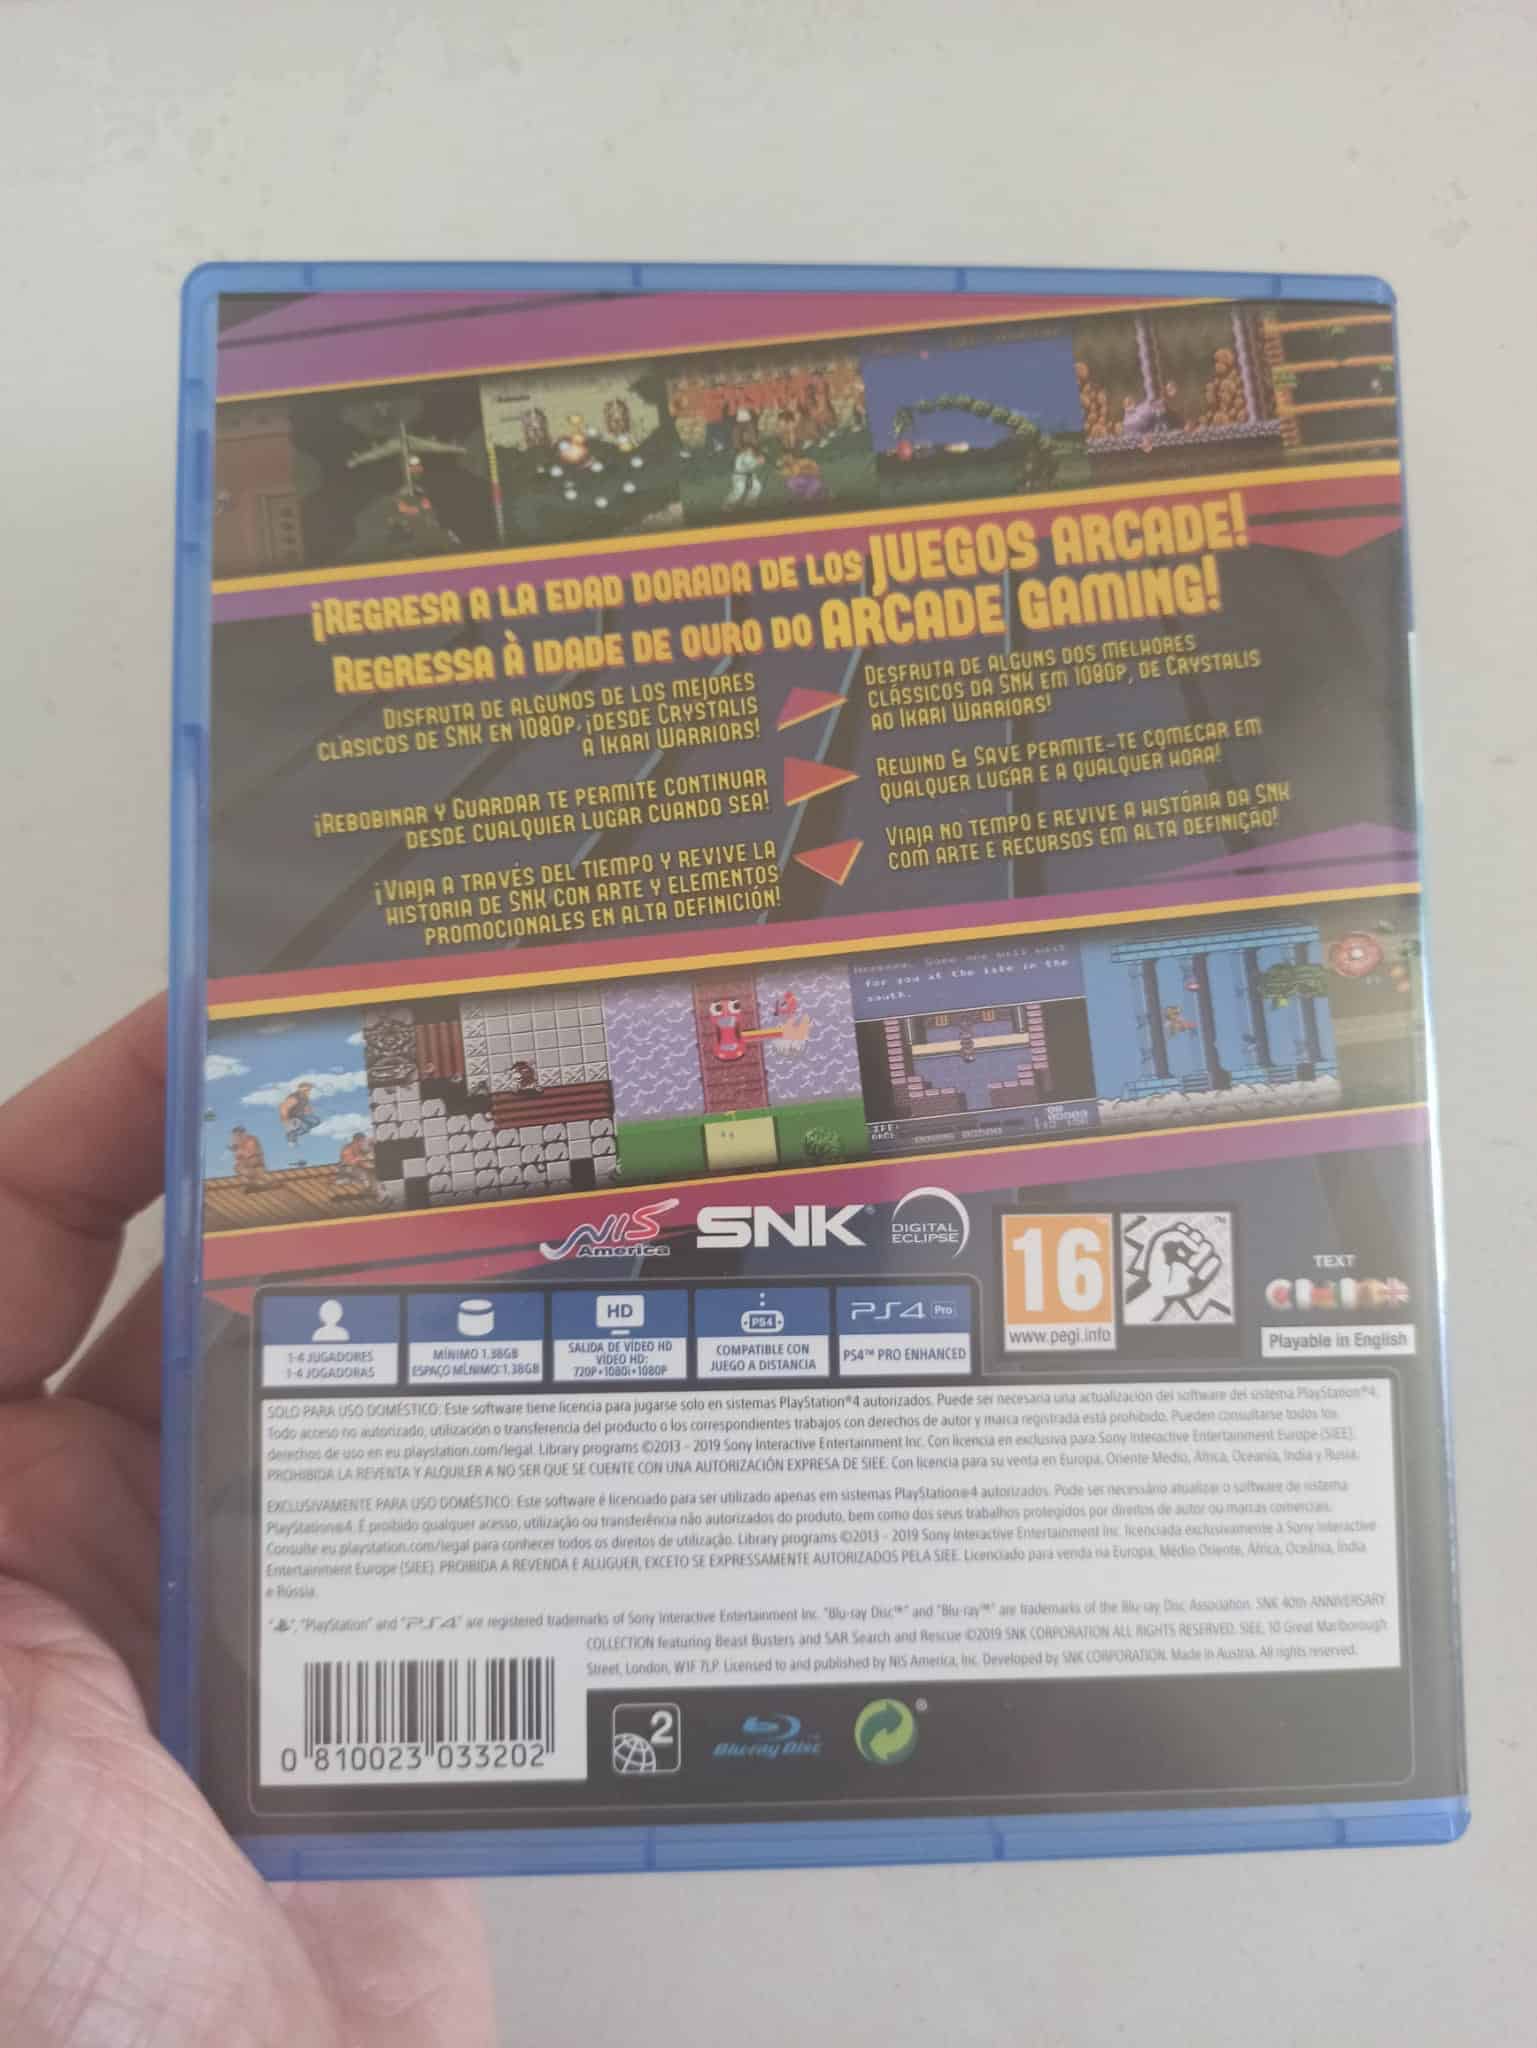 ¡REGRESA A LA EDAD DORADA DE LOS JUEGOS ARCADE!
REGRESSA À IDADE DE OURO DO ARCADE GAMING!
DISFRUTA DE ALGUNOS DE LOS MEJORES
CLÁSICOS DE SNK EN 1080P, ¡DESDE CRYSTALIS
A IKARI WARRIORS!
¡REBOBINAR Y GUARDAR TE PERMITE CONTINUAR
DESDE CUALQUIER LUGAR CUANDO SEA!
¡VIAJA A TRAVÉS DEL TIEMPO Y REVIVE LA
HISTORIA DE SNK CON ARTE Y ELEMENTOS
PROMOCIONALES EN ALTA DEFINICIÓN!
DESFRUTA DE ALGUNS DOS MELHORES
CLÁSSICOS DA SNK EM 1080P, DE CRYSTALIS
AO IKARI WARRIORS!
REWIND & SAVE PERMITE-TE COMEÇAR EM
QUALQUER LUGAR E A QUALQUER HORA!
VIAJA NO TEMPO E REVIVE A HISTÓRIA DA SNK
COM ARTE E RECURSOS EM ALTA DEFINIÇÃO!
for you at the lake in the
south.
NIS America
SNK
DIGITAL
ECLIPSE
16
www.pegi.info
TEXT
Playable in English
1-4 JUGADORES
1-4 JOGADORAS
MÍNIMO 1.38GB
ESPAÇO MÍNIMO:1.38GB
HD
SALIDA DE VÍDEO HD
VÍDEO HD:
720P•1080i•1080P
PS4
COMPATIBLE CON
JUEGO A DISTANCIA
PS4 Pro
PS4™ PRO ENHANCED
SOLO PARA USO DOMÉSTICO: Este software tiene licencia para jugarse solo en sistemas PlayStation®4 autorizados. Puede ser necesaria una actualización del software del sistema PlayStation®4.
Todo acceso no autorizado, utilización o transferencia del producto o los correspondientes trabajos con derechos de autor y marca registrada está prohibido. Pueden consultarse todos los
derechos de uso en eu.playstation.com/legal. Library programs ©2013 - 2019 Sony Interactive Entertainment Inc. Con licencia en exclusiva para Sony Interactive Entertainment Europe (SIEE).
PROHIBIDA LA REVENTA Y ALQUILER A NO SER QUE SE CUENTE CON UNA AUTORIZACIÓN EXPRESA DE SIEE. Con licencia para su venta en Europa, Oriente Medio, África, Oceanía, India y Rusia.
EXCLUSIVAMENTE PARA USO DOMÉSTICO: Este software é licenciado para ser utilizado apenas em sistemas PlayStation®4 autorizados. Pode ser necessário atualizar o software de sistema
PlayStation®4. É proibido qualquer acesso, utilização ou transferência não autorizados do produto, bem como dos seus trabalhos protegidos por direitos de autor ou marcas comerciais.
Consulte eu.playstation.com/legal para conhecer todos os direitos de utilização. Library programs ©2013 - 2019 Sony Interactive Entertainment Inc. licenciada exclusivamente à Sony Interactive
Entertainment Europe (SIEE). PROIBIDA A REVENDA E ALUGUER, EXCETO SE EXPRESSAMENTE AUTORIZADOS PELA SIEE. Licenciado para venda na Europa, Médio Oriente, África, Oceânia, Índia
e Rússia.
"", "PlayStation" and "PS4" are registered trademarks of Sony Interactive Entertainment Inc. "Blu-ray Disc™" and "Blu-ray™" are trademarks of the Blu-ray Disc Association. SNK 40th ANNIVERSARY
COLLECTION featuring Beast Busters and SAR Search and Rescue ©2019 SNK CORPORATION ALL RIGHTS RESERVED. SIEE, 10 Great Marlborough
Street, London, W1F 7LP. Licensed to and published by NIS America, Inc. Developed by SNK CORPORATION. Made in Austria. All rights reserved.
0 810023 033202
2
Blu-ray Disc